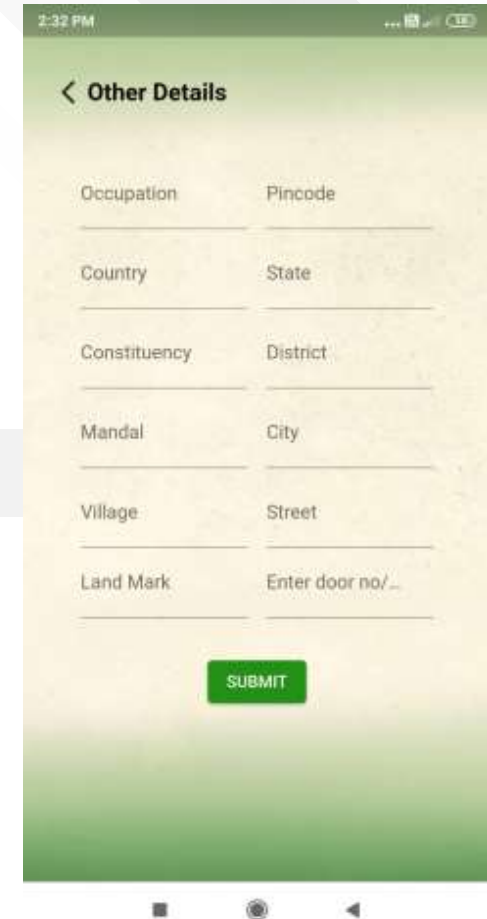 2:32 PM
Other Details
Occupation Pincode
Country State
Constituency District
Mandal City
Village Street
Land Mark Enter door no/...
SUBMIT